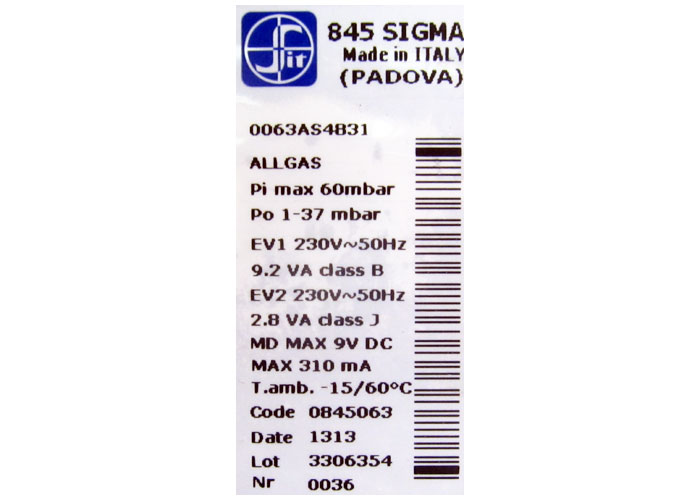 Sit
845 SIGMA
Made in ITALY
(PADOVA)
0063AS4831
ALLGAS
Pi max 60mbar
Po 1-37 mbar
EV1 230V~50Hz
9.2 VA class B
EV2 230V~50Hz
2.8 VA class J
MD MAX 9V DC
MAX 310 mA
T.amb. -15/60°C
Code 0845063
Date 1313
Lot 3306354
Nr 0036